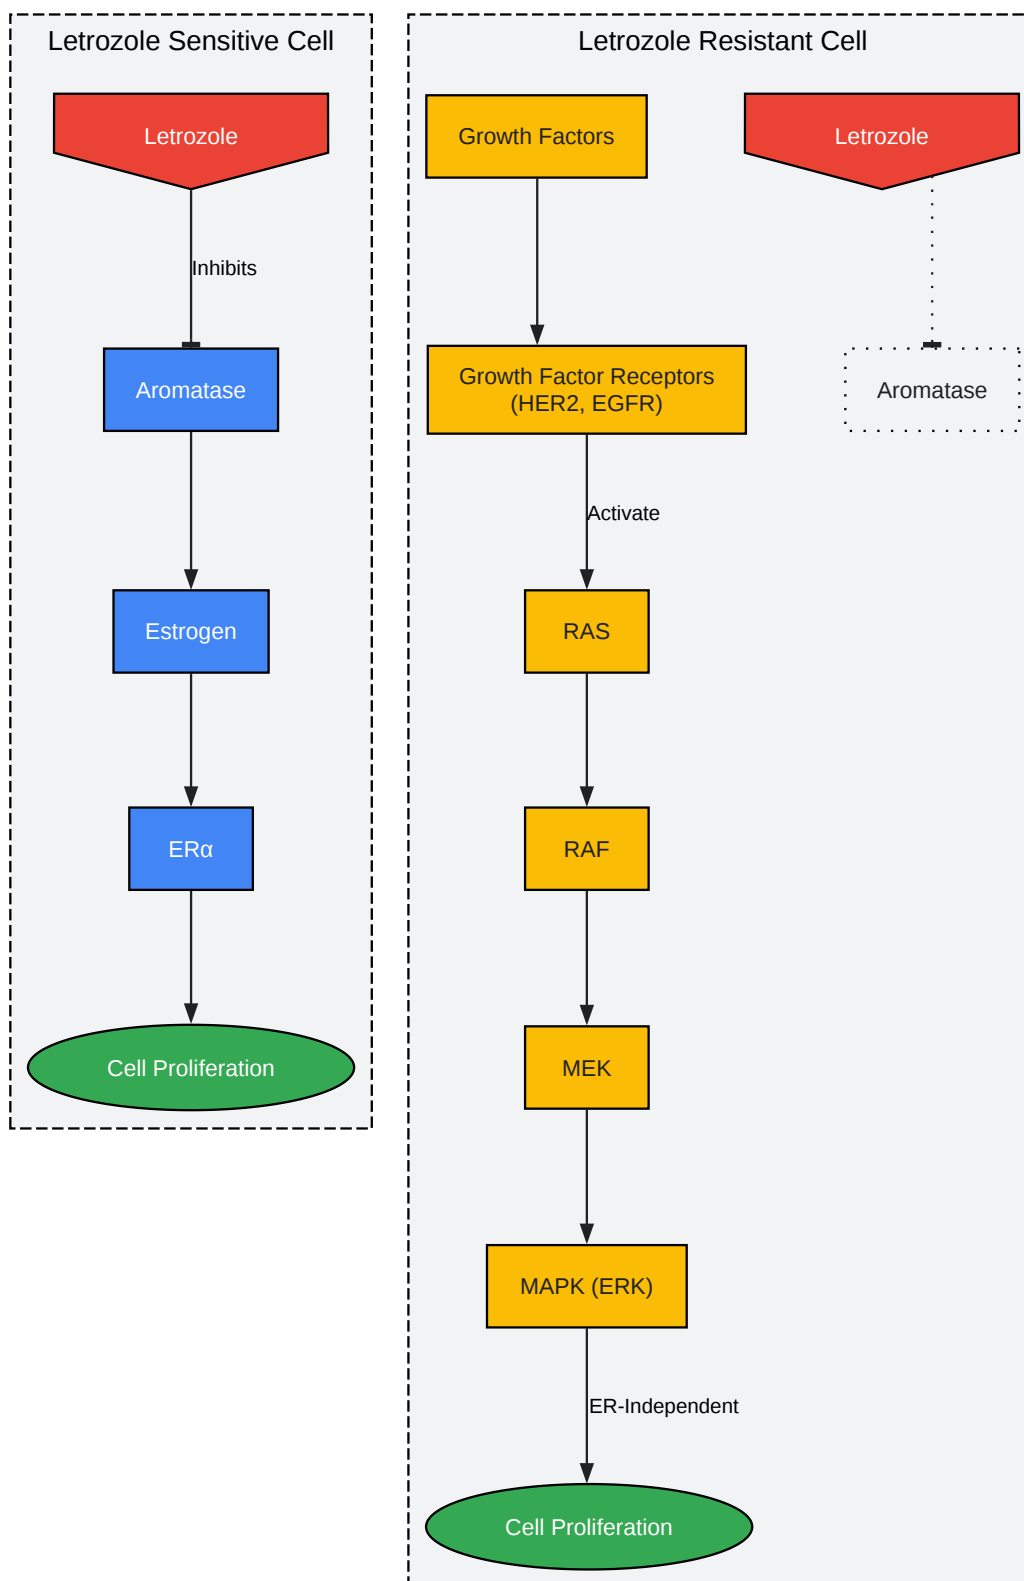 Letrozole Sensitive Cell
Letrozole
Inhibits
Aromatase
Estrogen
ERα
Cell Proliferation
Letrozole Resistant Cell
Growth Factors
Letrozole
Growth Factor Receptors
(HER2, EGFR)
Aromatase
Activate
RAS
RAF
MEK
MAPK (ERK)
ER-Independent
Cell Proliferation